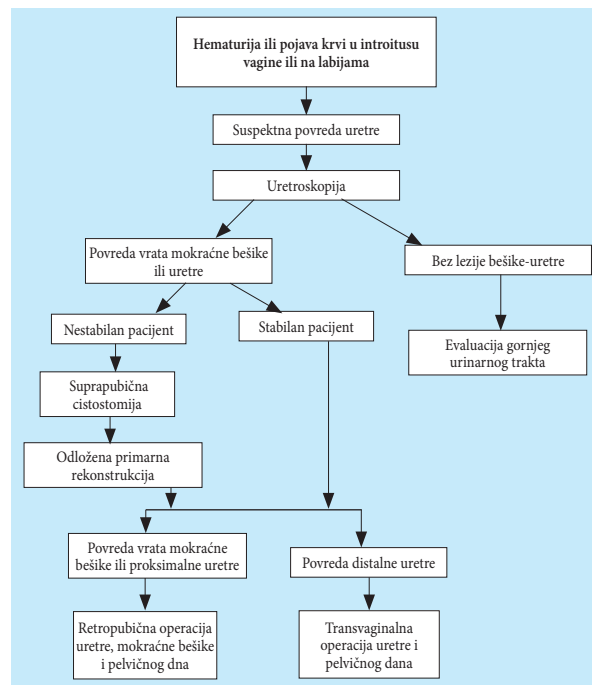 Hematurija ili pojava krvi u introitusu
vagine ili na labijama
Suspektna povreda uretre
Uretroskopija
Povreda vrata mokraćne bešike
ili uretre
Bez lezije bešike-uretre
Nestabilan pacijent
Stabilan pacijent
Evaluacija gornjeg
urinarnog trakta
Suprapubična
cistostomija
Odložena primarna
rekonstrukcija
Povreda vrata mokraćne
bešike ili proksimalne uretre
Povreda distalne uretre
Retropubična operacija
uretre, mokraćne bešike
i pelvičnog dna
Transvaginalna
operacija uretre i
pelvičnog dana